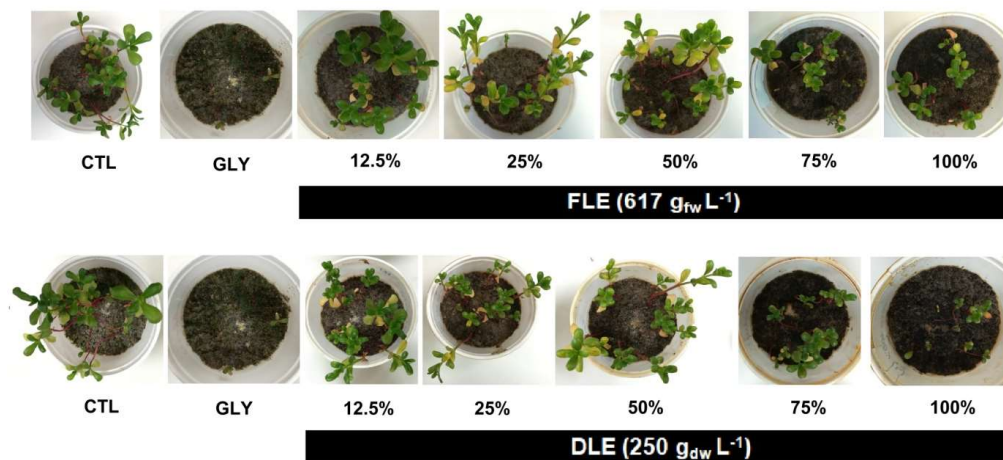 CTL GLY 12.5% 25% 50% 75% 100%
FLE (617 gfw L-1)
CTL GLY 12.5% 25% 50% 75% 100%
DLE (250 gdw L-1)